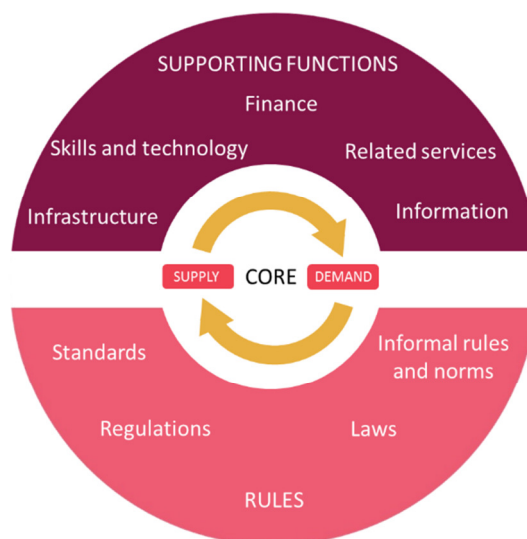 SUPPORTING FUNCTIONS
Finance
Skills and technology
Related services
Infrastructure
Information
SUPPLY
CORE
DEMAND
Standards
Informal rules
and norms
Regulations
Laws
RULES